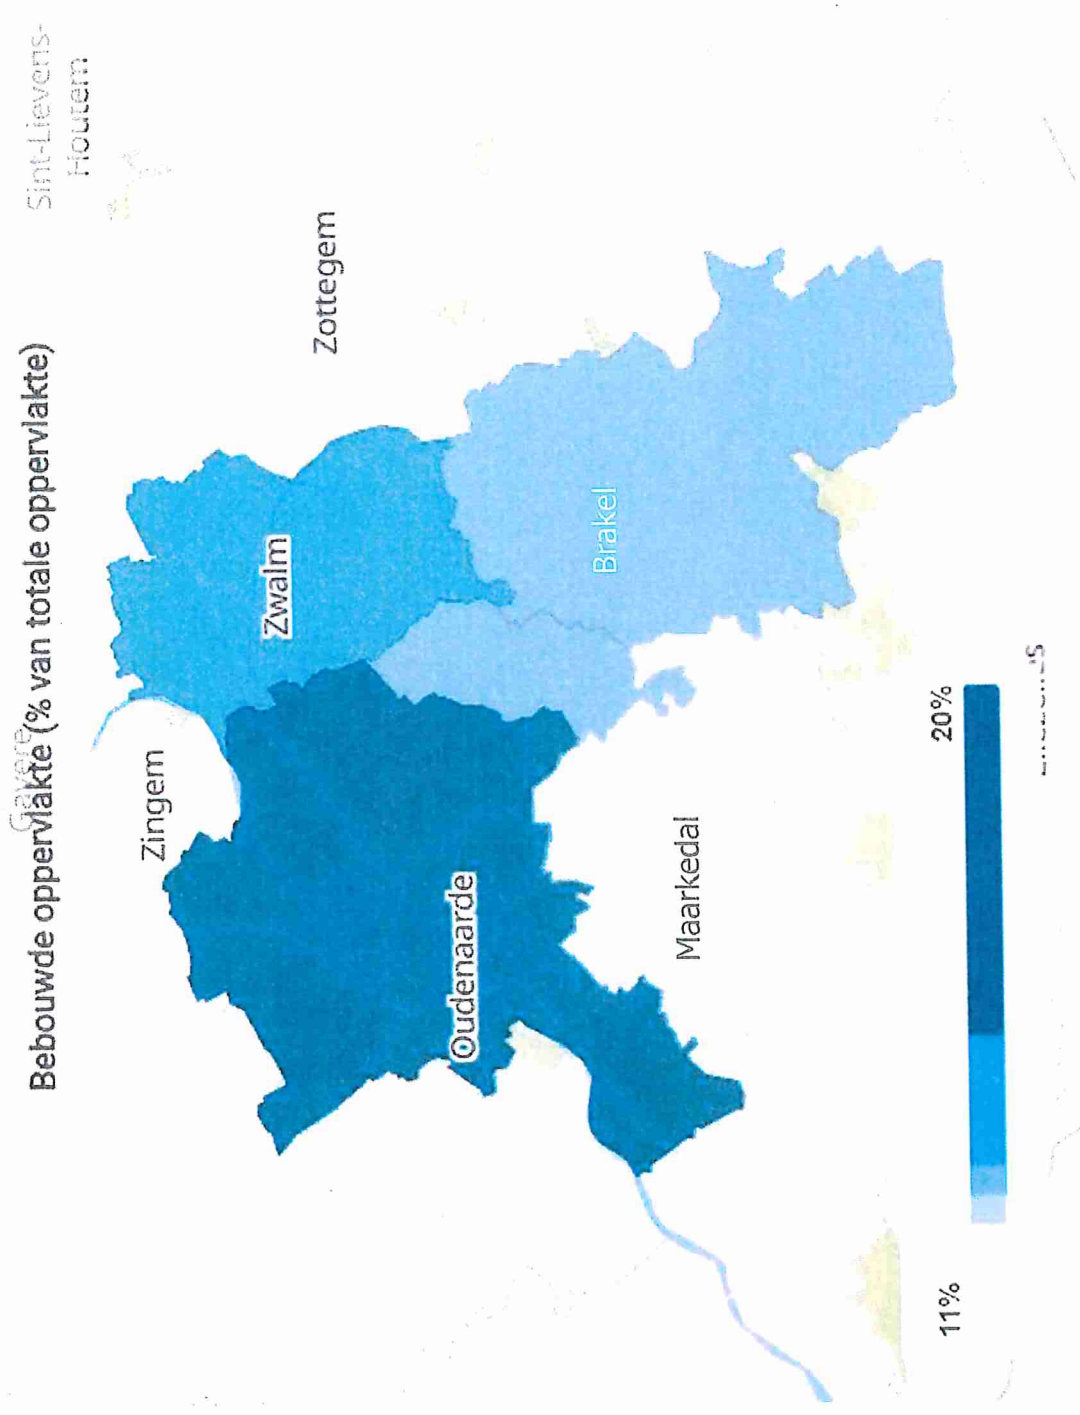 Bebouwde oppervlakte (% van totale oppervlakte)
Gavere
Sint-Lievens-
Houtem
Zingem
Zwalm
Zottegem
Oudenaarde
Brakel
Maarkedal
11%
20%